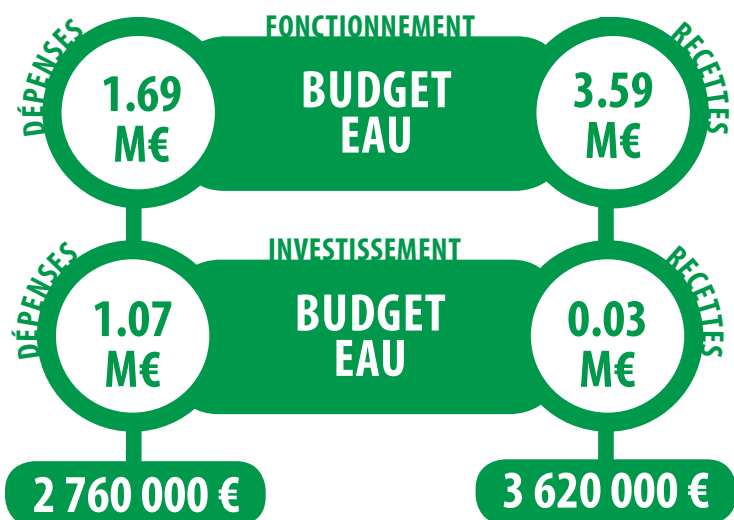 FONCTIONNEMENT
DÉPENSES
1.69
M€
BUDGET
EAU
3.59
M€
RECETTES
INVESTISSEMENT
DÉPENSES
1.07
M€
BUDGET
EAU
0.03
M€
RECETTES
2 760 000 €
3 620 000 €